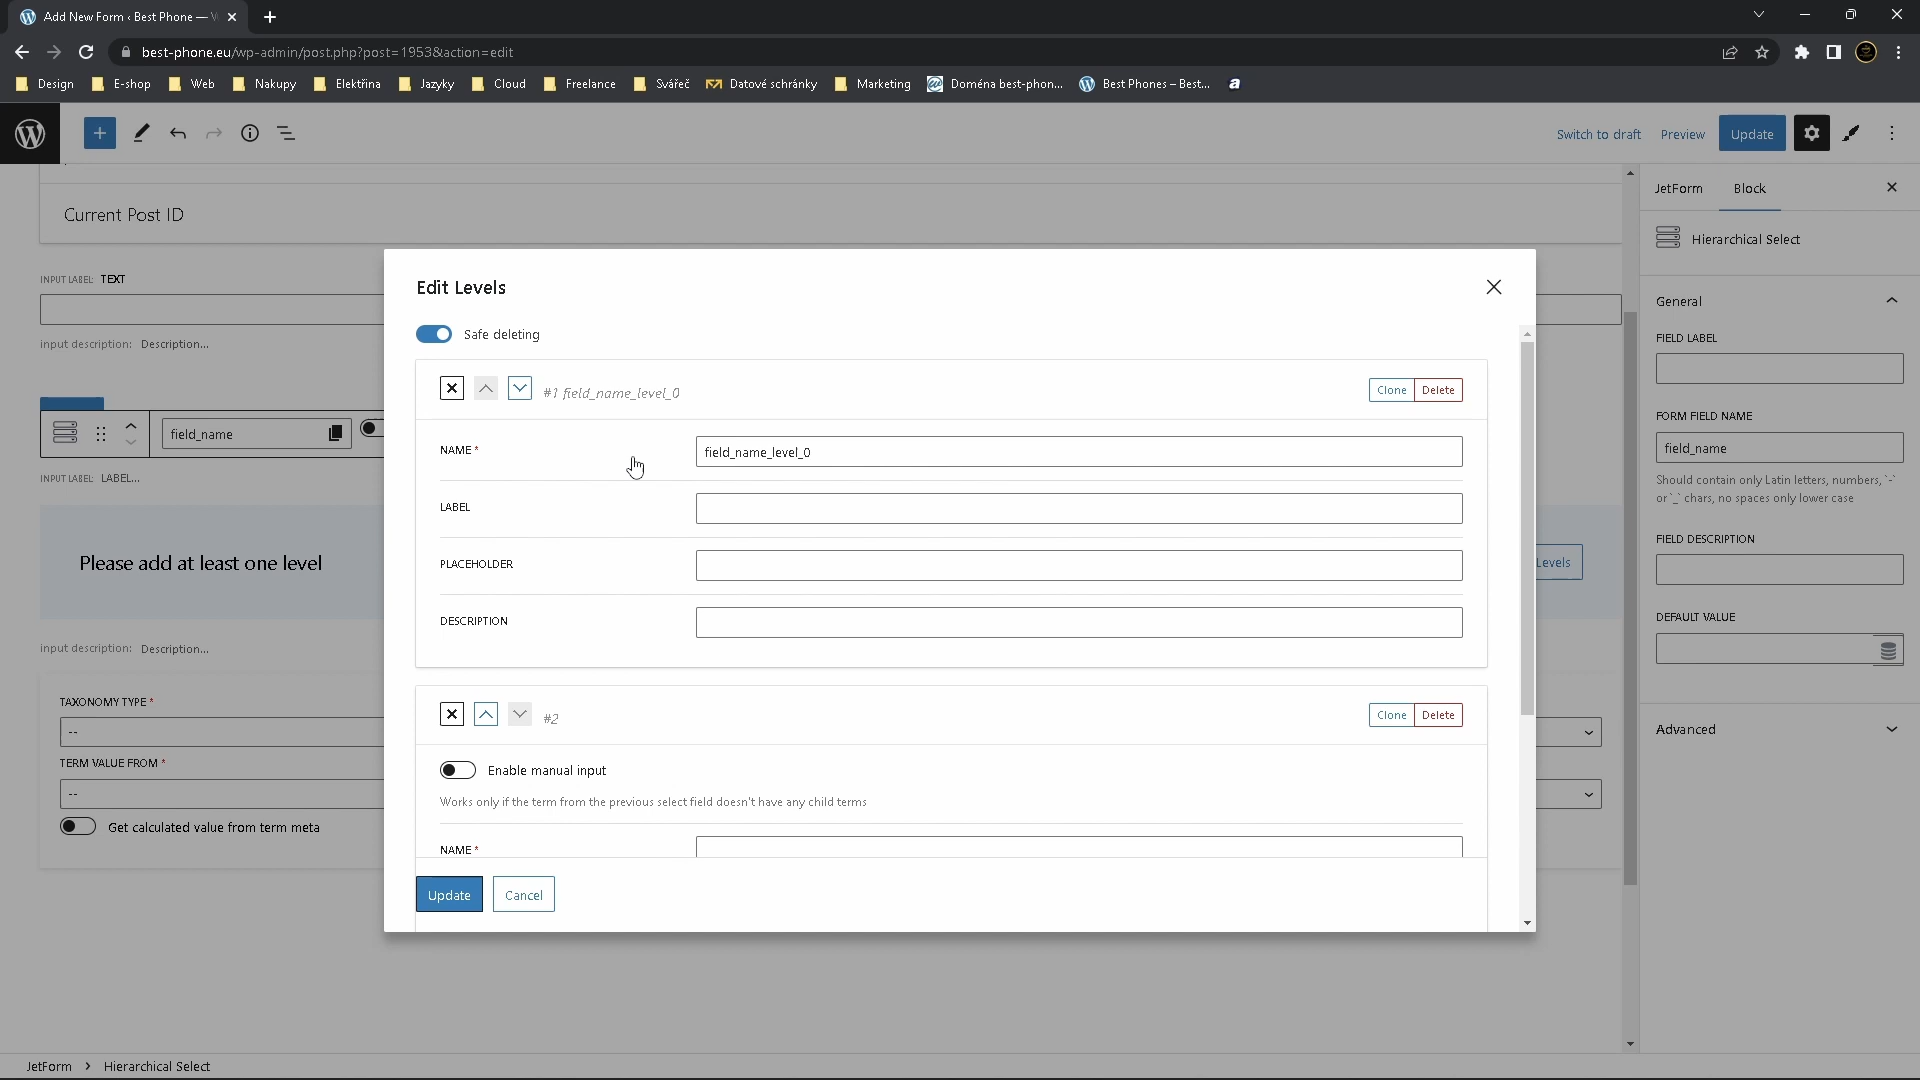 Add New Form ‹ Best Phone — W
best-phone.eu/wp-admin/post.php?post=1953&action=edit
Design E-shop Web Nakupy Elektřina Jazyky Cloud Freelance Svářeč Datové schránky Marketing Doména best-phon... Best Phones – Best...
Switch to draft Preview Update
JetForm Block
Current Post ID
Hierarchical Select
INPUT LABEL: TEXT
input description: Description...
field_name
INPUT LABEL: LABEL...
Please add at least one level
Levels
input description: Description...
TAXONOMY TYPE *
--
TERM VALUE FROM *
--
Get calculated value from term meta
Edit Levels
Safe deleting
#1 field_name_level_0
Clone Delete
NAME *
field_name_level_0
LABEL
PLACEHOLDER
DESCRIPTION
#2
Clone Delete
Enable manual input
Works only if the term from the previous select field doesn't have any child terms
NAME *
Update Cancel
General
FIELD LABEL
FORM FIELD NAME
field_name
Should contain only Latin letters, numbers, `-`
or `_` chars, no spaces only lower case
FIELD DESCRIPTION
DEFAULT VALUE
Advanced
JetForm > Hierarchical Select